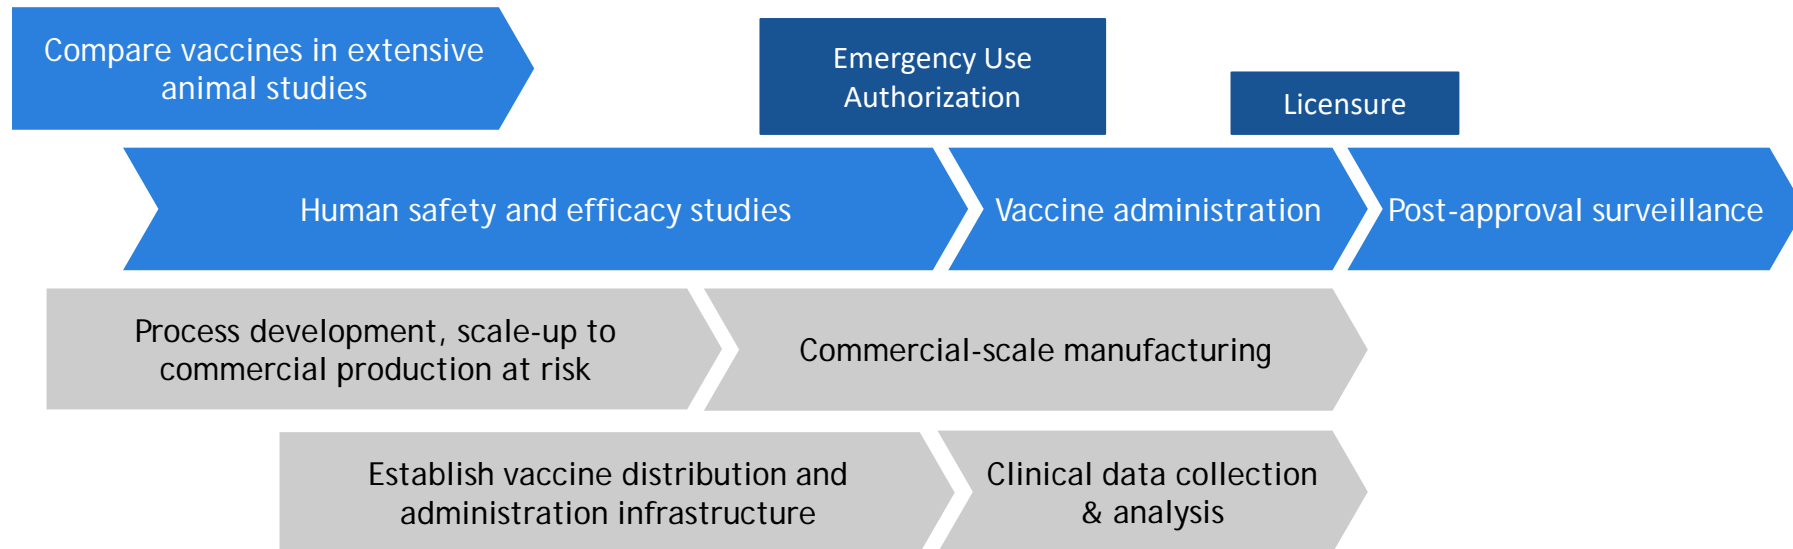 Compare vaccines in extensive
animal studies
Emergency Use
Authorization
Licensure
Human safety and efficacy studies
Vaccine administration
Post-approval surveillance
Process development, scale-up to
commercial production at risk
Commercial-scale manufacturing
Establish vaccine distribution and
administration infrastructure
Clinical data collection
& analysis